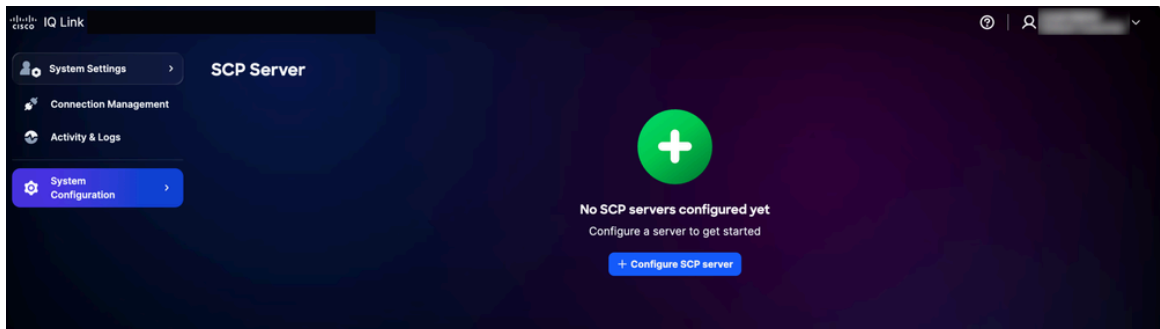 cisco IQ Link
System Settings
SCP Server
Connection Management
Activity & Logs
System
Configuration
No SCP servers configured yet
Configure a server to get started
+ Configure SCP server